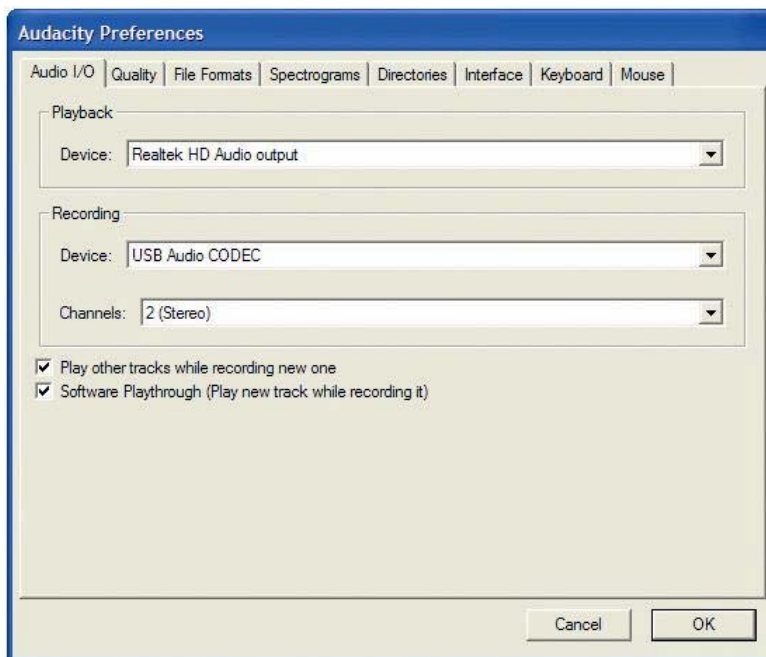 Audacity Preferences
Audio I/O Quality File Formats Spectrograms Directories Interface Keyboard Mouse
Playback
Device: Realtek HD Audio output
Recording
Device: USB Audio CODEC
Channels: 2 (Stereo)
Play other tracks while recording new one
Software Playthrough (Play new track while recording it)
Cancel OK